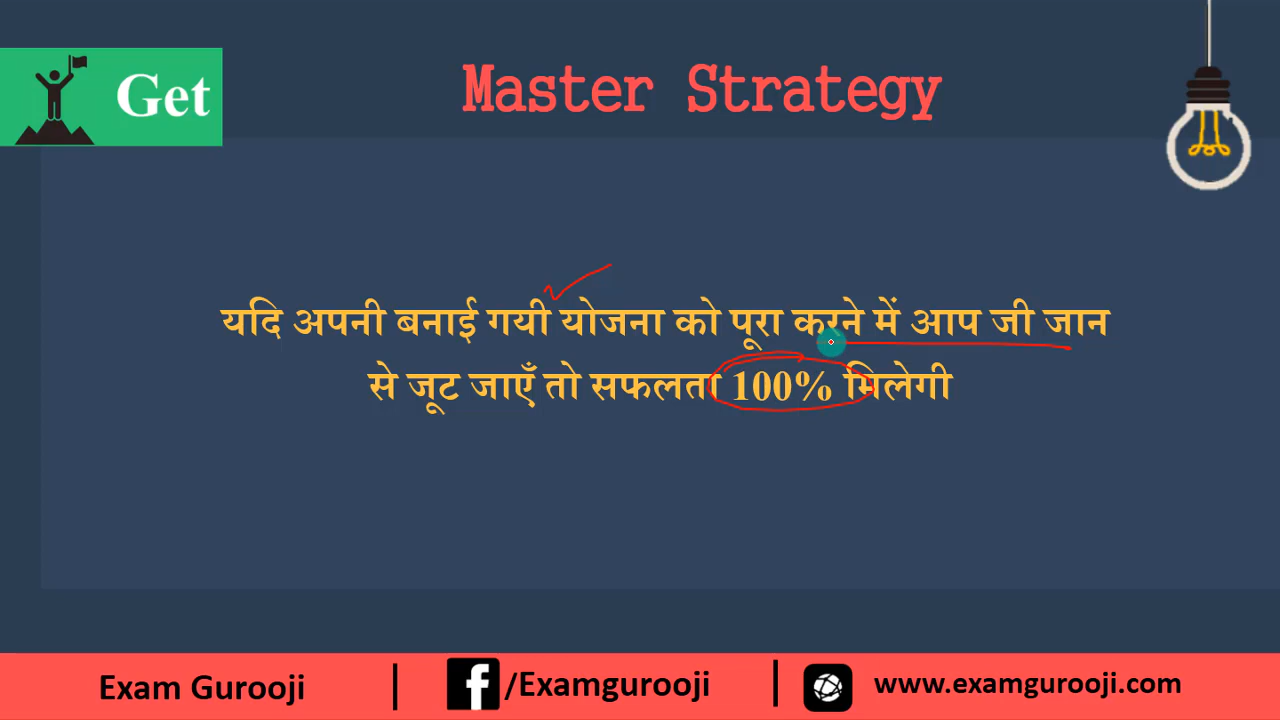 Get
Master Strategy
यदि अपनी बनाई गयी योजना को पूरा करने में आप जी जान
से जूट जाएँ तो सफलता 100% मिलेगी
Exam Gurooji | f /Examgurooji | www.examgurooji.com